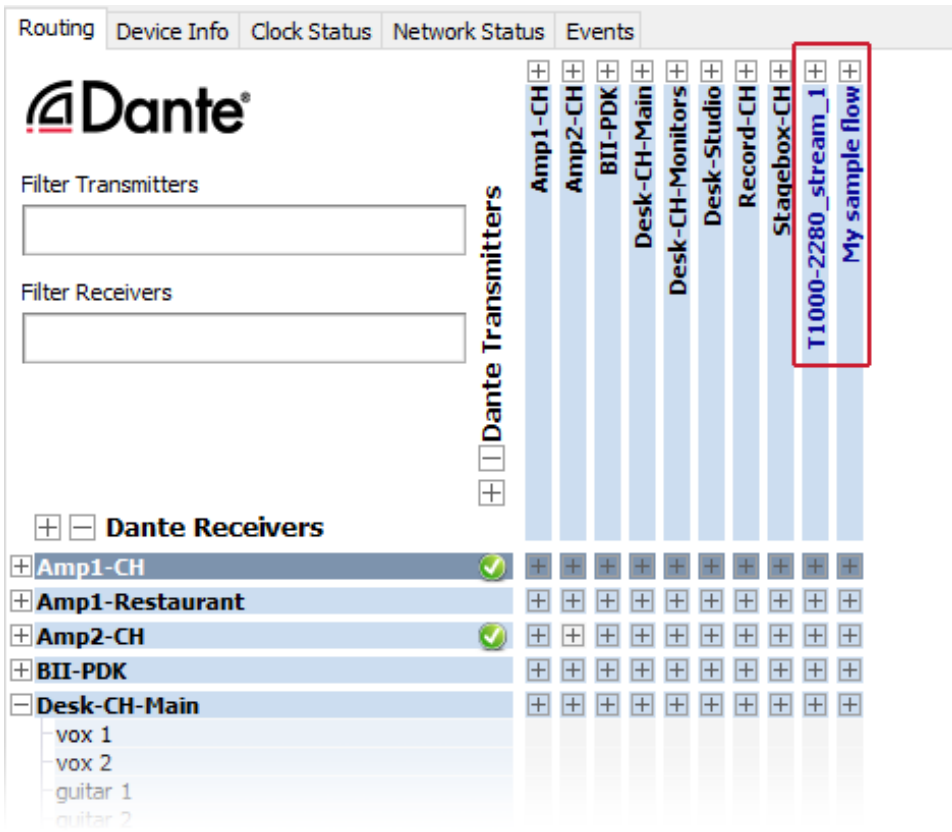 Routing
Device Info
Clock Status
Network Status
Events
Dante®
Filter Transmitters
Filter Receivers
Dante Transmitters
Amp1-CH
Amp2-CH
BII-PDK
Desk-CH-Main
Desk-CH-Monitors
Desk-Studio
Record-CH
Stagebox-CH
T1000-2280_stream_1
My sample flow
Dante Receivers
Amp1-CH
Amp1-Restaurant
Amp2-CH
BII-PDK
Desk-CH-Main
vox 1
vox 2
guitar 1
guitar 2